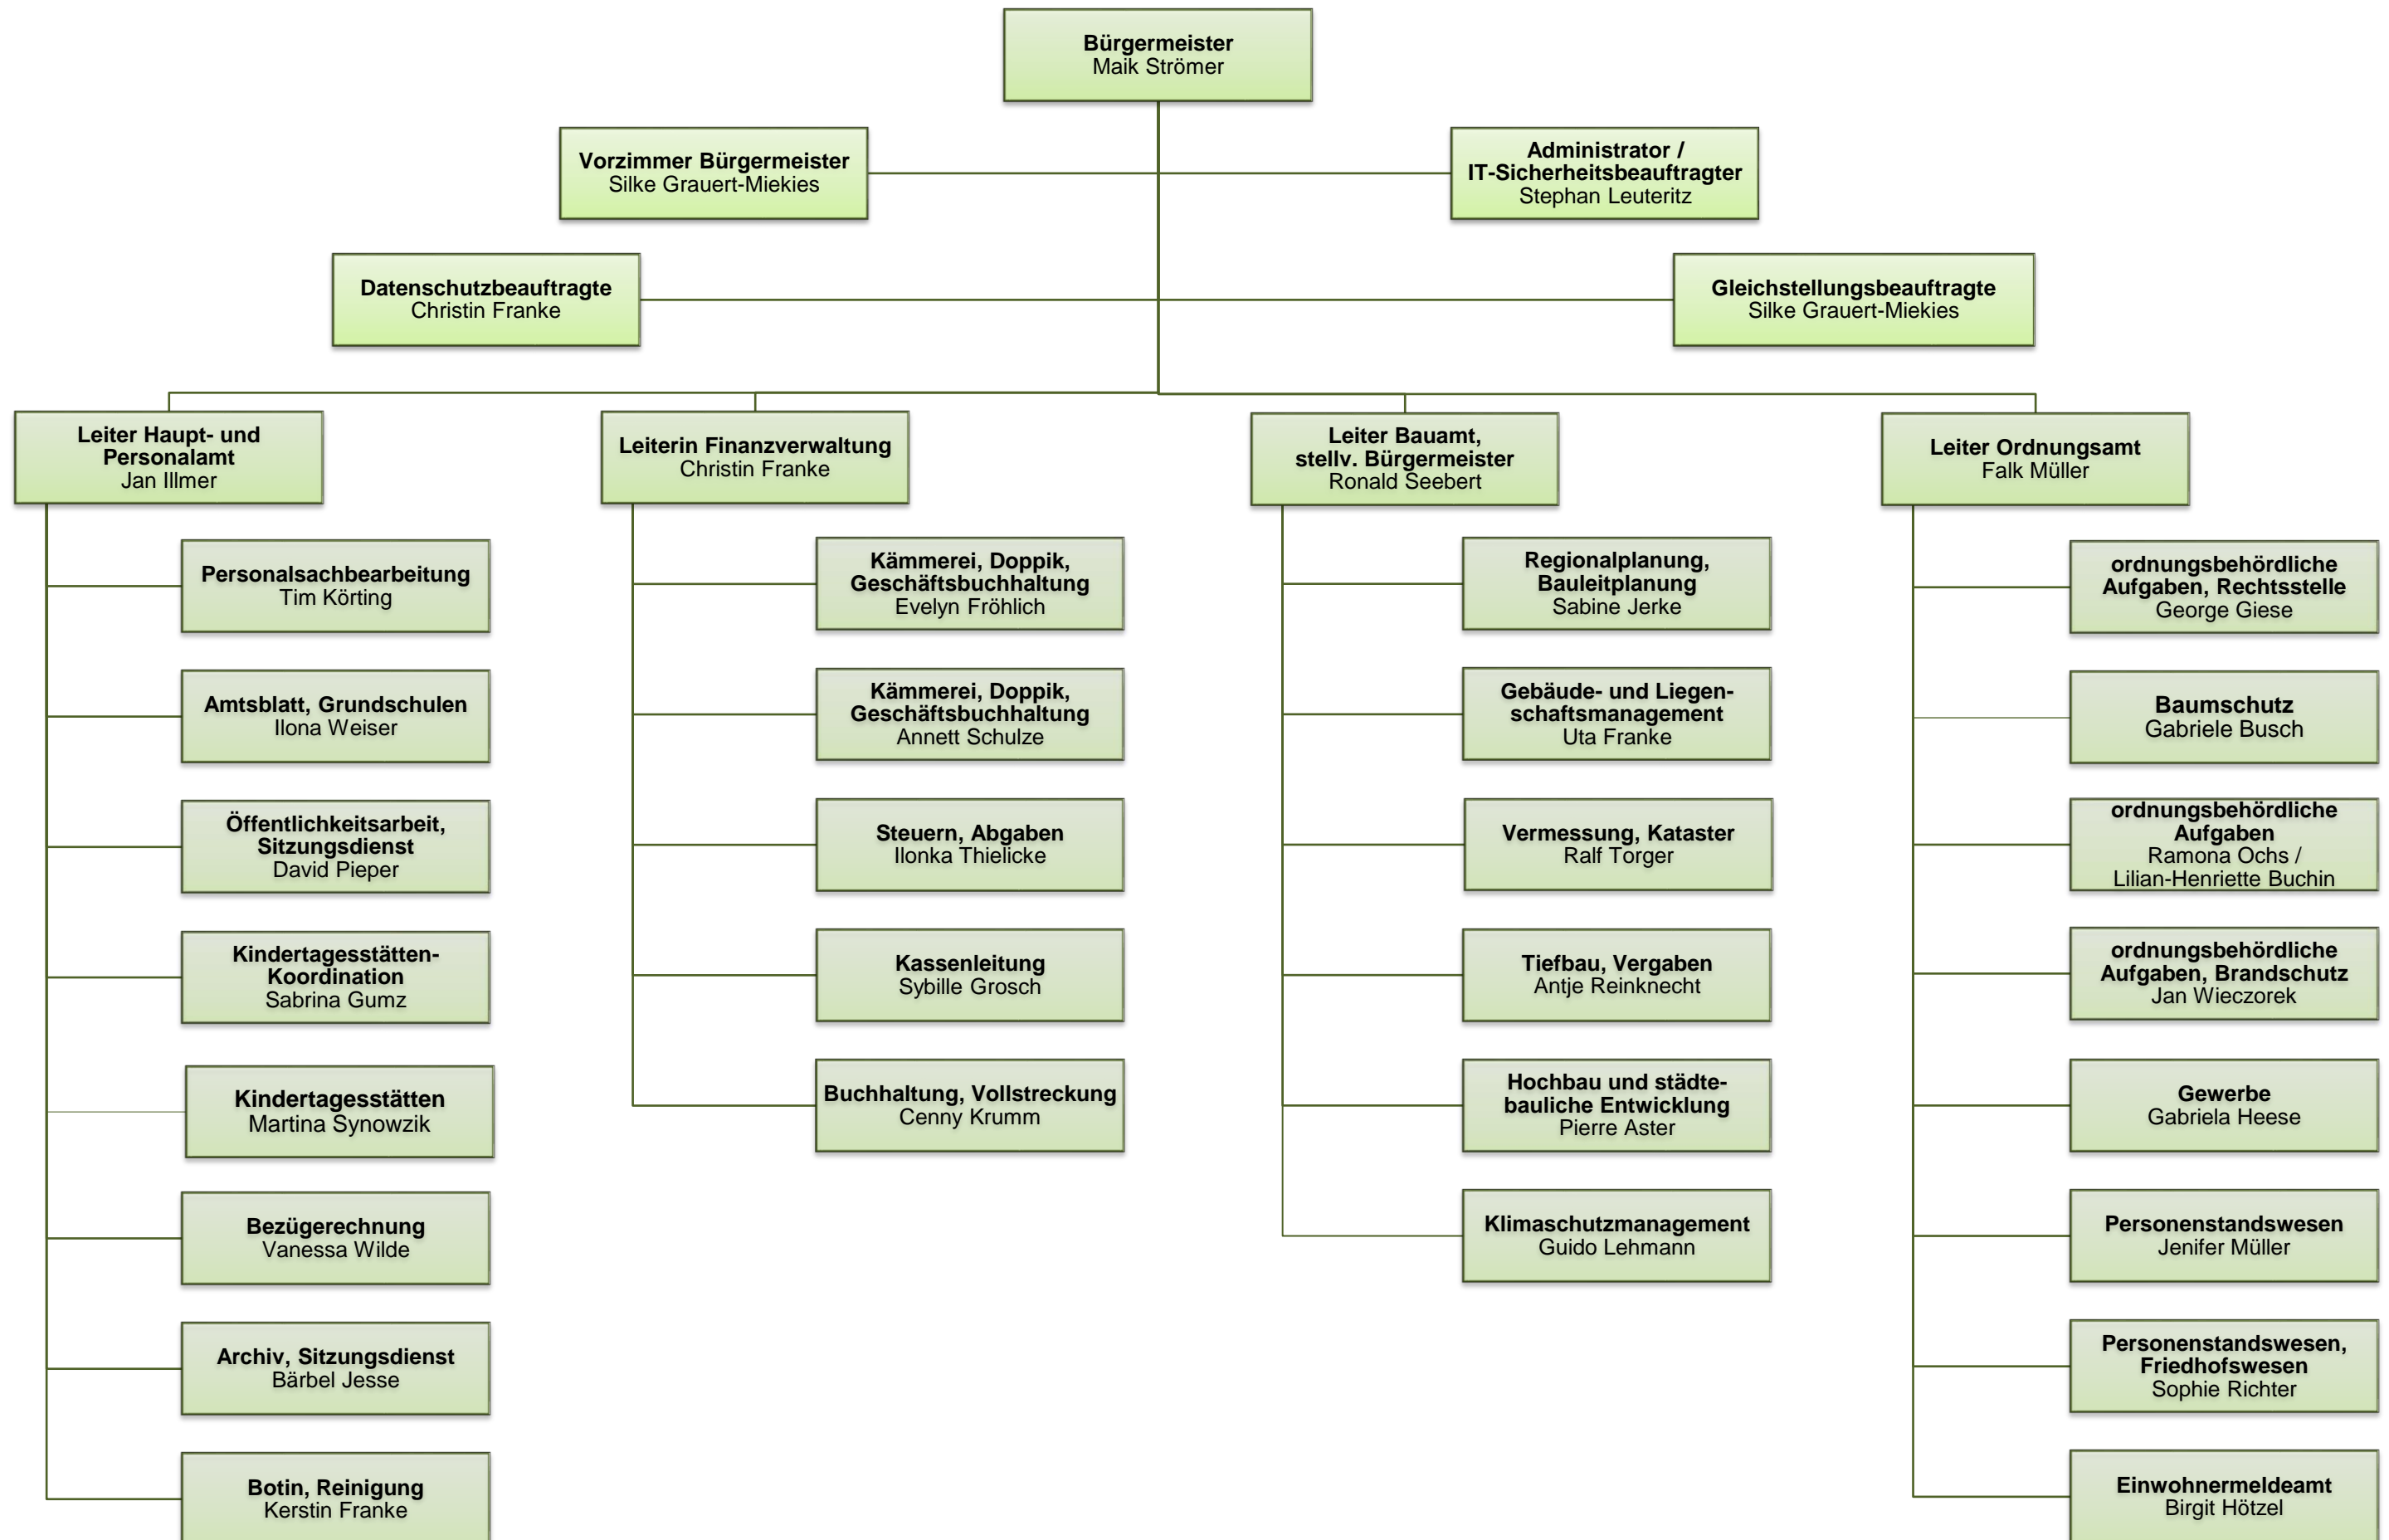 Bürgermeister
Maik Strömer
Vorzimmer Bürgermeister
Silke Grauert-Miekies
Administrator /
IT-Sicherheitsbeauftragter
Stephan Leuteritz
Datenschutzbeauftragte
Christin Franke
Gleichstellungsbeauftragte
Silke Grauert-Miekies
Leiter Haupt- und
Personalamt
Jan Illmer
Personalsachbearbeitung
Tim Körting
Amtsblatt, Grundschulen
Ilona Weiser
Öffentlichkeitsarbeit,
Sitzungsdienst
David Pieper
Kindertagesstätten-
Koordination
Sabrina Gumz
Kindertagesstätten
Martina Synowzik
Bezügerechnung
Vanessa Wilde
Archiv, Sitzungsdienst
Bärbel Jesse
Botin, Reinigung
Kerstin Franke
Leiterin Finanzverwaltung
Christin Franke
Kämmerei, Doppik,
Geschäftsbuchhaltung
Evelyn Fröhlich
Kämmerei, Doppik,
Geschäftsbuchhaltung
Annett Schulze
Steuern, Abgaben
Ilonka Thielicke
Kassenleitung
Sybille Grosch
Buchhaltung, Vollstreckung
Cenny Krumm
Leiter Bauamt,
stellv. Bürgermeister
Ronald Seebert
Regionalplanung,
Bauleitplanung
Sabine Jerke
Gebäude- und Liegen-
schaftsmanagement
Uta Franke
Vermessung, Kataster
Ralf Torger
Tiefbau, Vergaben
Antje Reinknecht
Hochbau und städte-
bauliche Entwicklung
Pierre Aster
Klimaschutzmanagement
Guido Lehmann
Leiter Ordnungsamt
Falk Müller
ordnungsbehördliche
Aufgaben, Rechtsstelle
George Giese
Baumschutz
Gabriele Busch
ordnungsbehördliche
Aufgaben
Ramona Ochs /
Lilian-Henriette Buchin
ordnungsbehördliche
Aufgaben, Brandschutz
Jan Wieczorek
Gewerbe
Gabriela Heese
Personenstandswesen
Jenifer Müller
Personenstandswesen,
Friedhofswesen
Sophie Richter
Einwohnermeldeamt
Birgit Hötzel